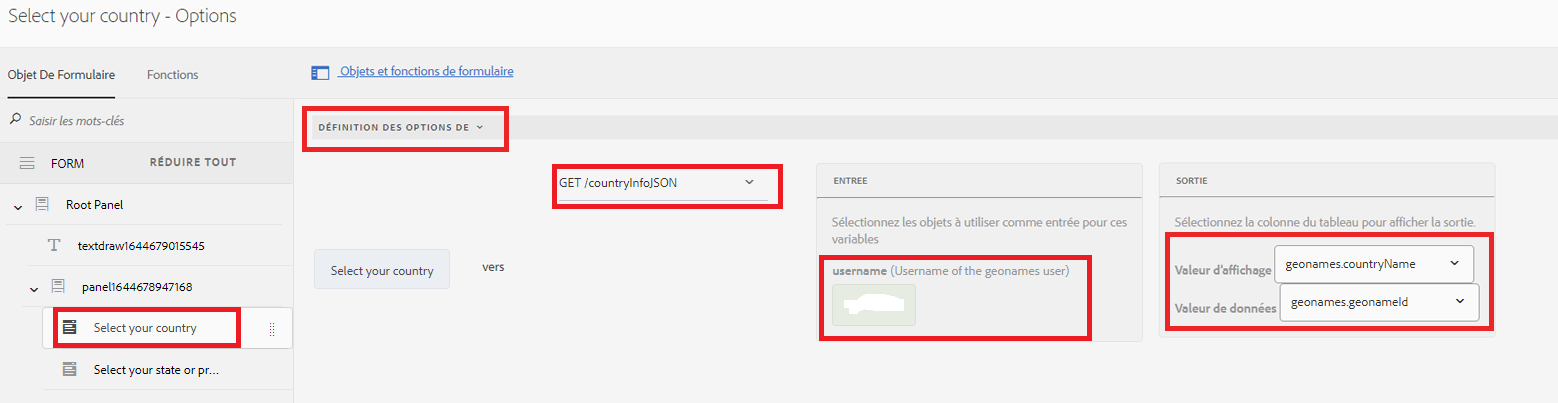 Select your country - Options
Objet De Formulaire
Fonctions
Objets et fonctions de formulaire
Saisir les mots-clés
FORM
RÉDUIRE TOUT
Root Panel
textdraw1644679015545
panel1644678947168
Select your country
Select your state or pr...
DÉFINITION DES OPTIONS DE
Select your country
vers
GET /countryInfoJSON
ENTREE
Sélectionnez les objets à utiliser comme entrée pour ces
variables
username (Username of the geonames user)
SORTIE
Sélectionnez la colonne du tableau pour afficher la sortie.
Valeur d'affichage
geonames.countryName
Valeur de données
geonames.geonameId